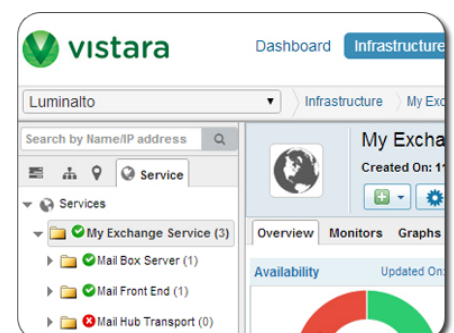 vistara
Dashboard Infrastructure
Luminalto
Infrastructure My Exc
Search by Name/IP address
Service
My Excha
Created On: 11
Services
My Exchange Service (3)
Mail Box Server (1)
Mail Front End (1)
Mail Hub Transport (0)
Overview Monitors Graphs
Availability Updated On: